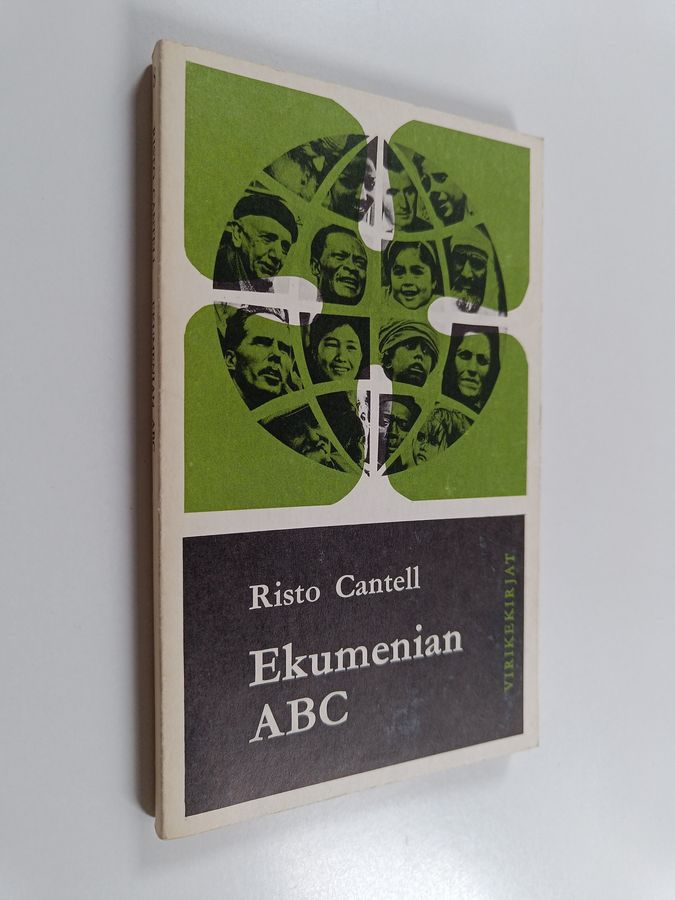 Risto Cantell
Ekumenian
ABC
VIRIKEKIRJAT